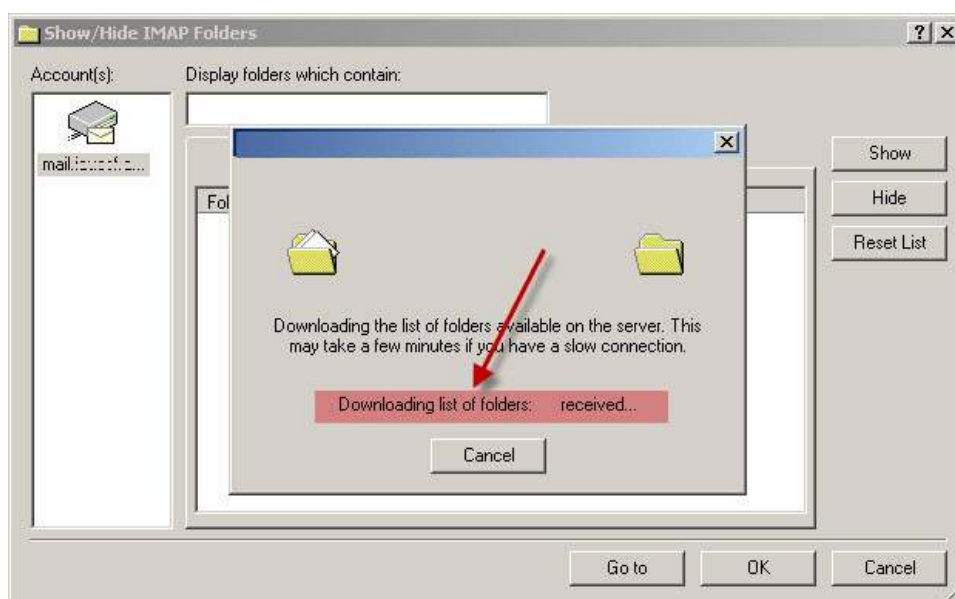 Show/Hide IMAP Folders
Account(s):
Display folders which contain:
mail.
Show
Fol
Hide
Reset List
Downloading the list of folders available on the server. This
may take a few minutes if you have a slow connection.
Downloading list of folders: received...
Cancel
Go to
OK
Cancel